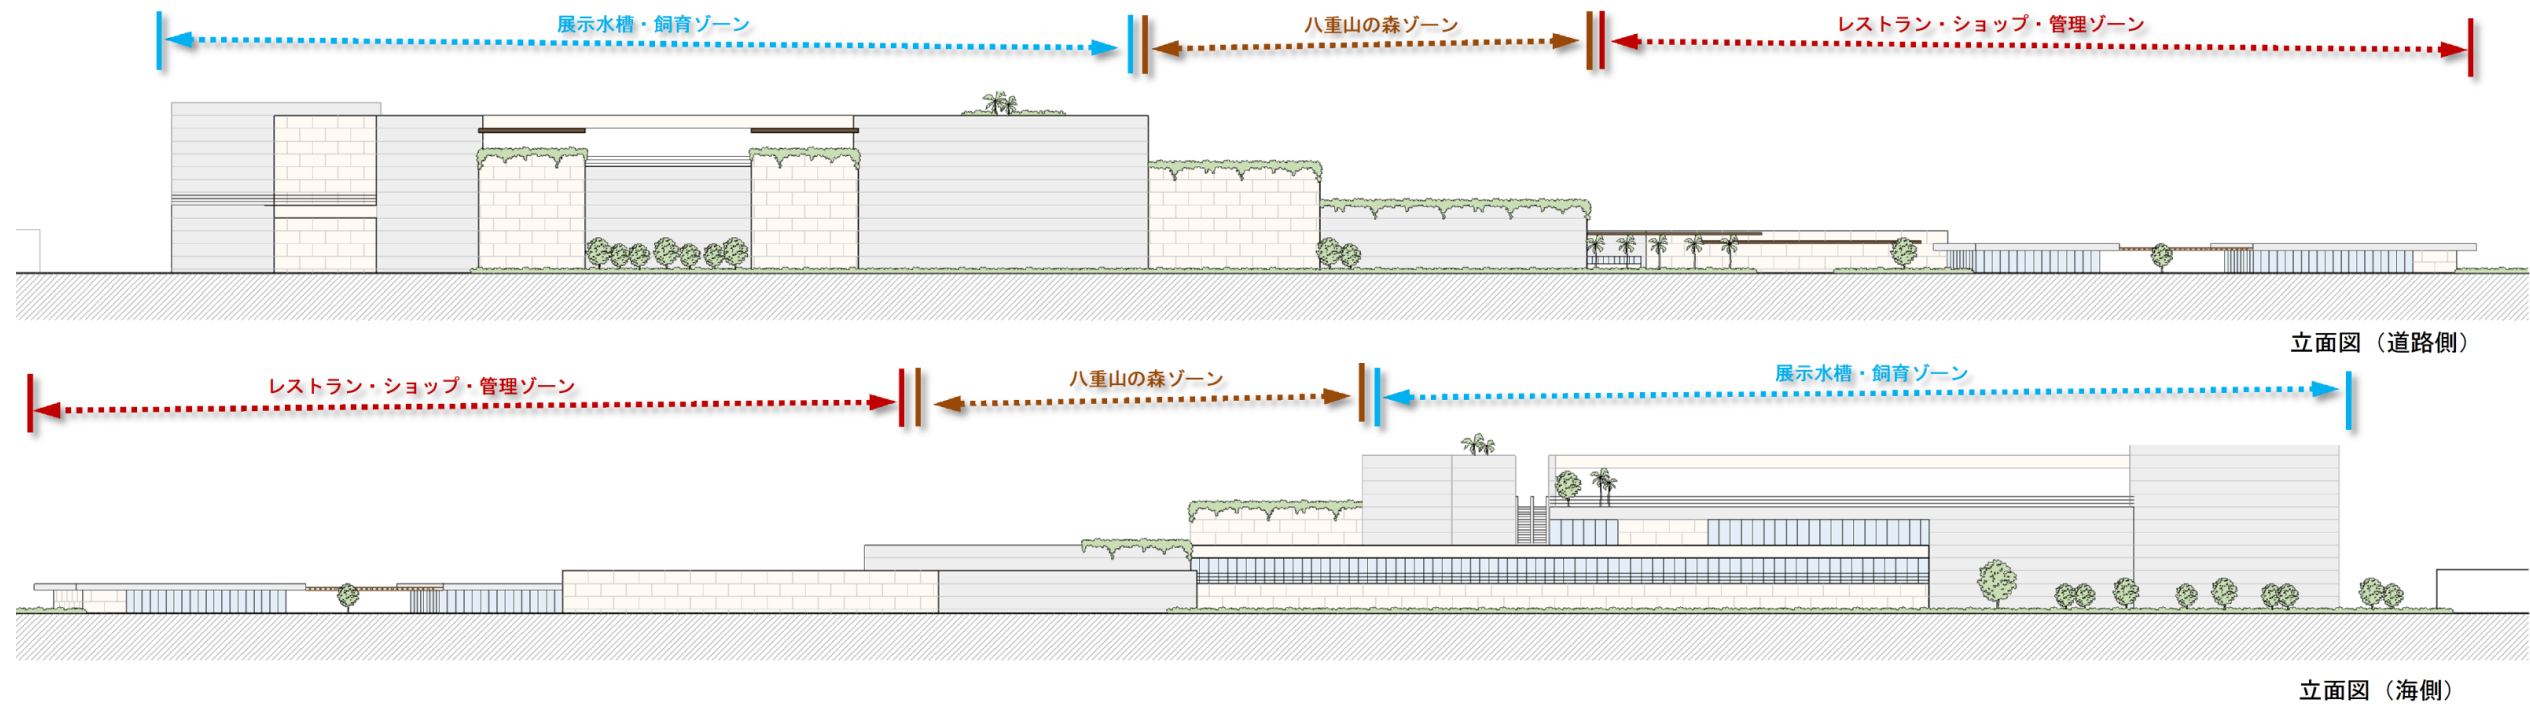 展示水槽・飼育ゾーン
八重山の森ゾーン
レストラン・ショップ・管理ゾーン
立面図（道路側）
レストラン・ショップ・管理ゾーン
八重山の森ゾーン
展示水槽・飼育ゾーン
立面図（海側）